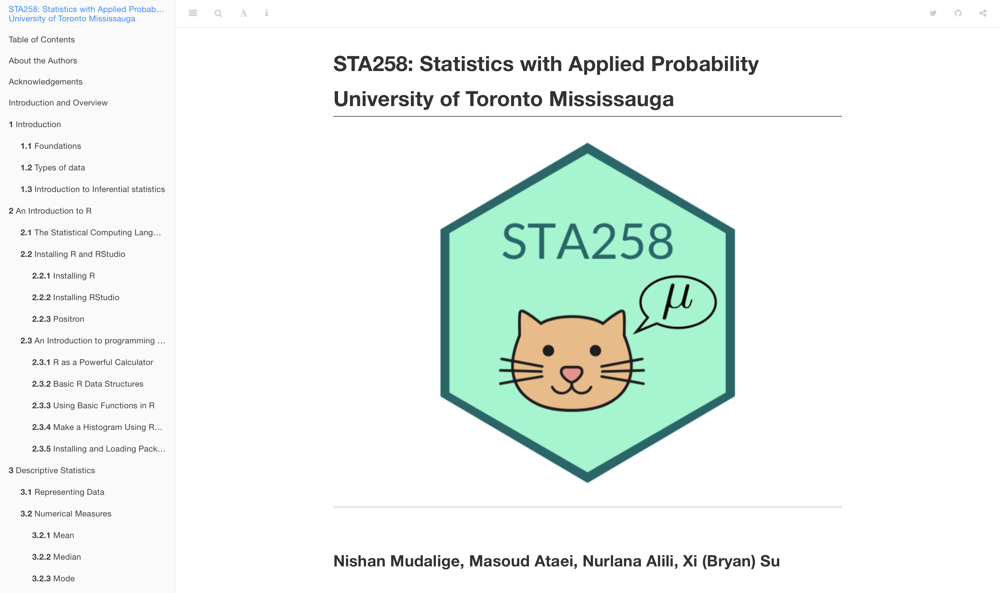 STA258: Statistics with Applied Probab…
University of Toronto Mississauga
Table of Contents
About the Authors
Acknowledgements
Introduction and Overview
1 Introduction
1.1 Foundations
1.2 Types of data
1.3 Introduction to Inferential statistics
2 An Introduction to R
2.1 The Statistical Computing Lang…
2.2 Installing R and RStudio
2.2.1 Installing R
2.2.2 Installing RStudio
2.2.3 Positron
2.3 An Introduction to programming …
2.3.1 R as a Powerful Calculator
2.3.2 Basic R Data Structures
2.3.3 Using Basic Functions in R
2.3.4 Make a Histogram Using R…
2.3.5 Installing and Loading Pack…
3 Descriptive Statistics
3.1 Representing Data
3.2 Numerical Measures
3.2.1 Mean
3.2.2 Median
3.2.3 Mode
STA258: Statistics with Applied Probability
University of Toronto Mississauga
STA258
μ
Nishan Mudalige, Masoud Ataei, Nurlana Alili, Xi (Bryan) Su